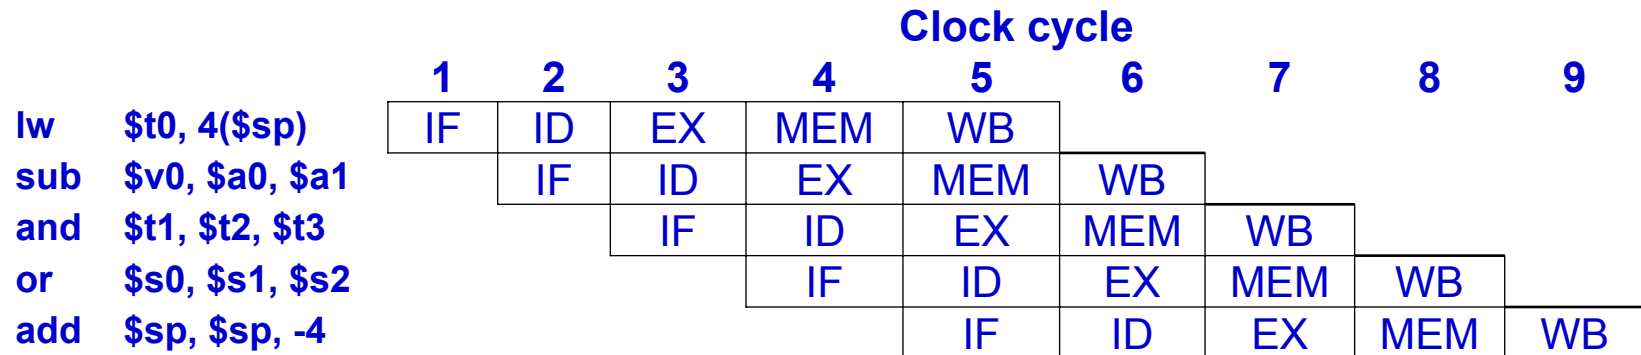 Clock cycle
1 2 3 4 5 6 7 8 9
lw $t0, 4($sp) IF ID EX MEM WB
sub $v0, $a0, $a1 IF ID EX MEM WB
and $t1, $t2, $t3 IF ID EX MEM WB
or $s0, $s1, $s2 IF ID EX MEM WB
add $sp, $sp, -4 IF ID EX MEM WB